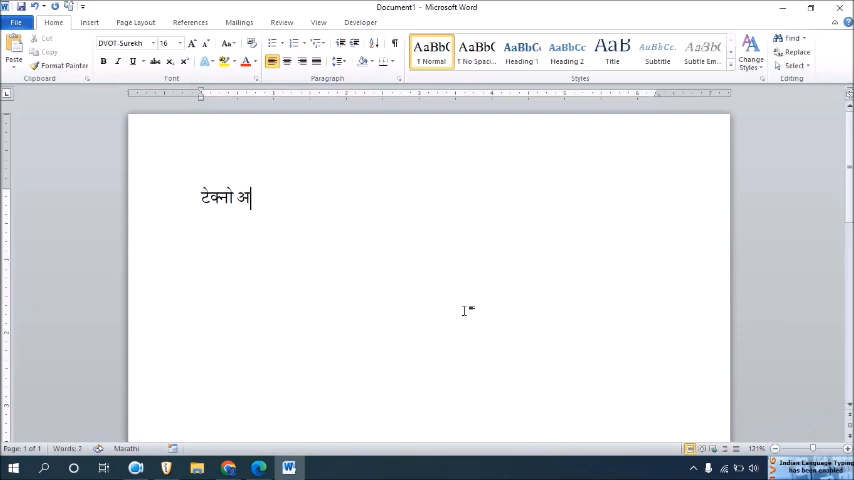 Document1 - Microsoft Word
File Home Insert Page Layout References Mailings Review View Developer
Paste
Cut
Copy
Format Painter
Clipboard
DVOT-Surekh 16
B I U abc x₂ x² A
Font
Paragraph
AaBbC AaBbC AaBbC AaBbC AaB AaBbCc. AaBbCc
T Normal T No Spaci... Heading 1 Heading 2 Title Subtitle Subtle Em...
Styles
Change Styles
Find
Replace
Select
Editing
टेक्नो अ
Page: 1 of 1 Words: 2 Marathi 121%
Indian Language Typing
has been enabled